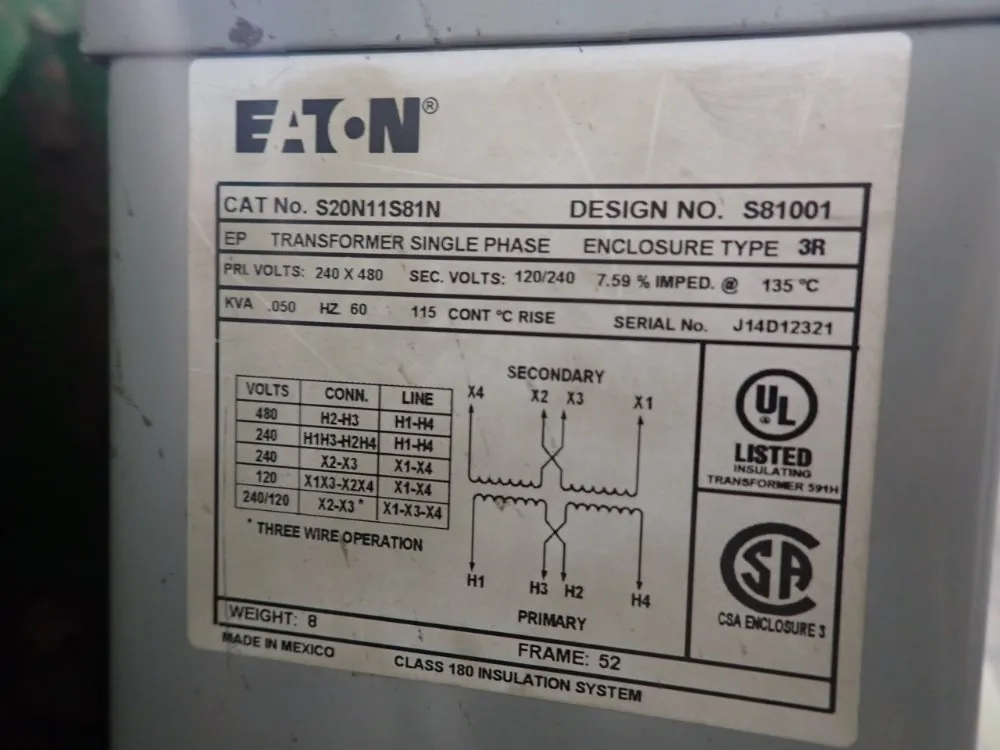 EATON®
CAT No. S20N11S81N DESIGN NO. S81001
EP TRANSFORMER SINGLE PHASE ENCLOSURE TYPE 3R
PRI. VOLTS: 240 X 480 SEC. VOLTS: 120/240 7.59 % IMPED. @ 135 °C
KVA .050 HZ 60 115 CONT °C RISE SERIAL No. J14D12321
VOLTS CONN. LINE
480 H2-H3 H1-H4
240 H1H3-H2H4 H1-H4
240 X2-X3 X1-X4
120 X1X3-X2X4 X1-X4
240/120 X2-X3* X1-X3-X4
* THREE WIRE OPERATION
SECONDARY
X4 X2 X3 X1
H1 H3 H2 H4
PRIMARY
UL
LISTED
INSULATING
TRANSFORMER 591H
SA
CSA ENCLOSURE 3
WEIGHT: 8 FRAME: 52
MADE IN MEXICO CLASS 180 INSULATION SYSTEM